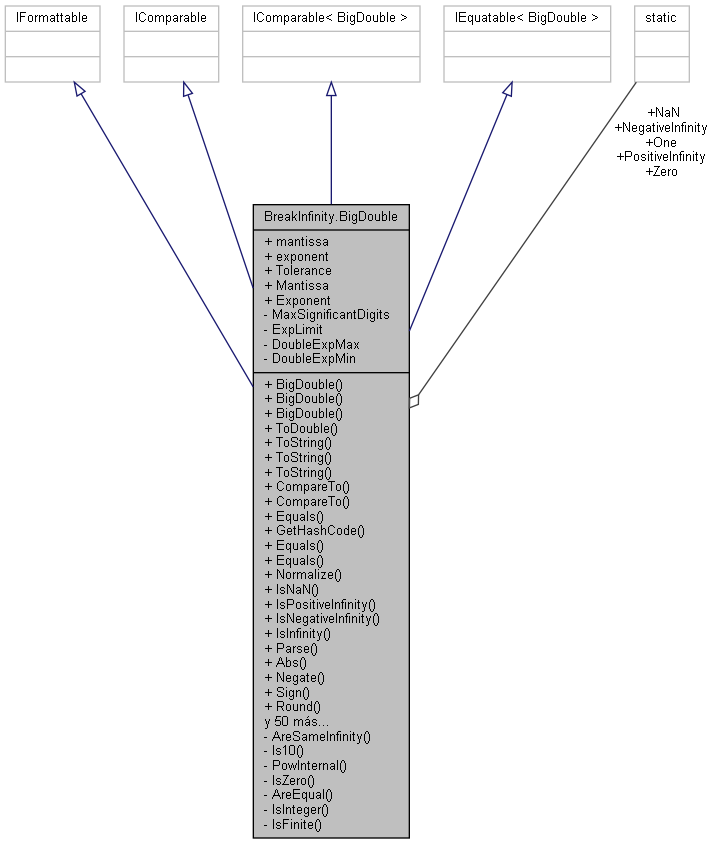 IFormattable
IComparable
IComparable< BigDouble >
IEquatable< BigDouble >
static
+NaN
+NegativeInfinity
+One
+PositiveInfinity
+Zero
BreakInfinity.BigDouble
+ mantissa
+ exponent
+ Tolerance
+ Mantissa
+ Exponent
- MaxSignificantDigits
- ExpLimit
- DoubleExpMax
- DoubleExpMin
+ BigDouble()
+ BigDouble()
+ BigDouble()
+ ToDouble()
+ ToString()
+ ToString()
+ ToString()
+ CompareTo()
+ CompareTo()
+ Equals()
+ GetHashCode()
+ Equals()
+ Equals()
+ Normalize()
+ IsNaN()
+ IsPositiveInfinity()
+ IsNegativeInfinity()
+ IsInfinity()
+ Parse()
+ Abs()
+ Negate()
+ Sign()
+ Round()
y 50 más...
- AreSameInfinity()
- Is10()
- PowInternal()
- IsZero()
- AreEqual()
- IsInteger()
- IsFinite()